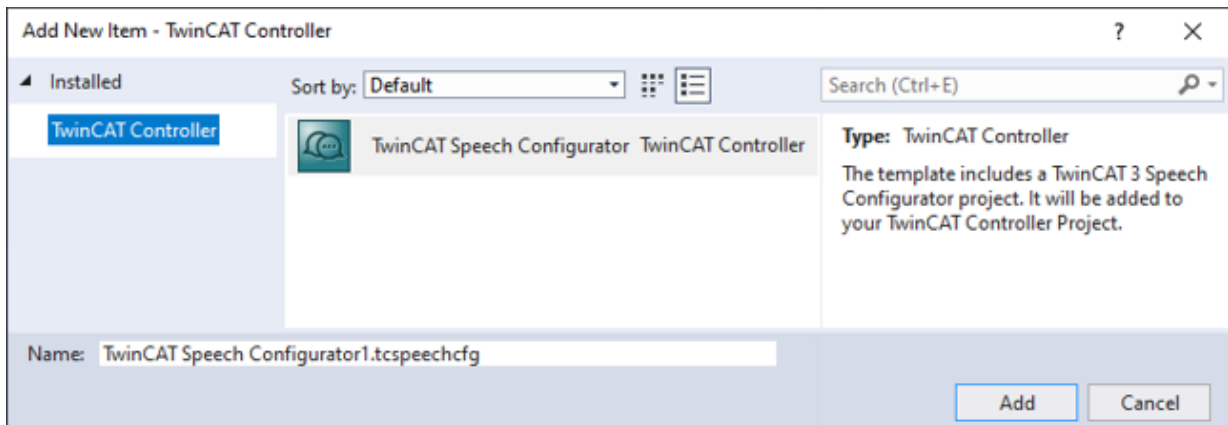 Add New Item - TwinCAT Controller
?
Installed
Sort by: Default
Search (Ctrl+E)
TwinCAT Controller
TwinCAT Speech Configurator TwinCAT Controller
Type: TwinCAT Controller
The template includes a TwinCAT 3 Speech
Configurator project. It will be added to
your TwinCAT Controller Project.
Name: TwinCAT Speech Configurator1.tcspeechcfg
Add
Cancel